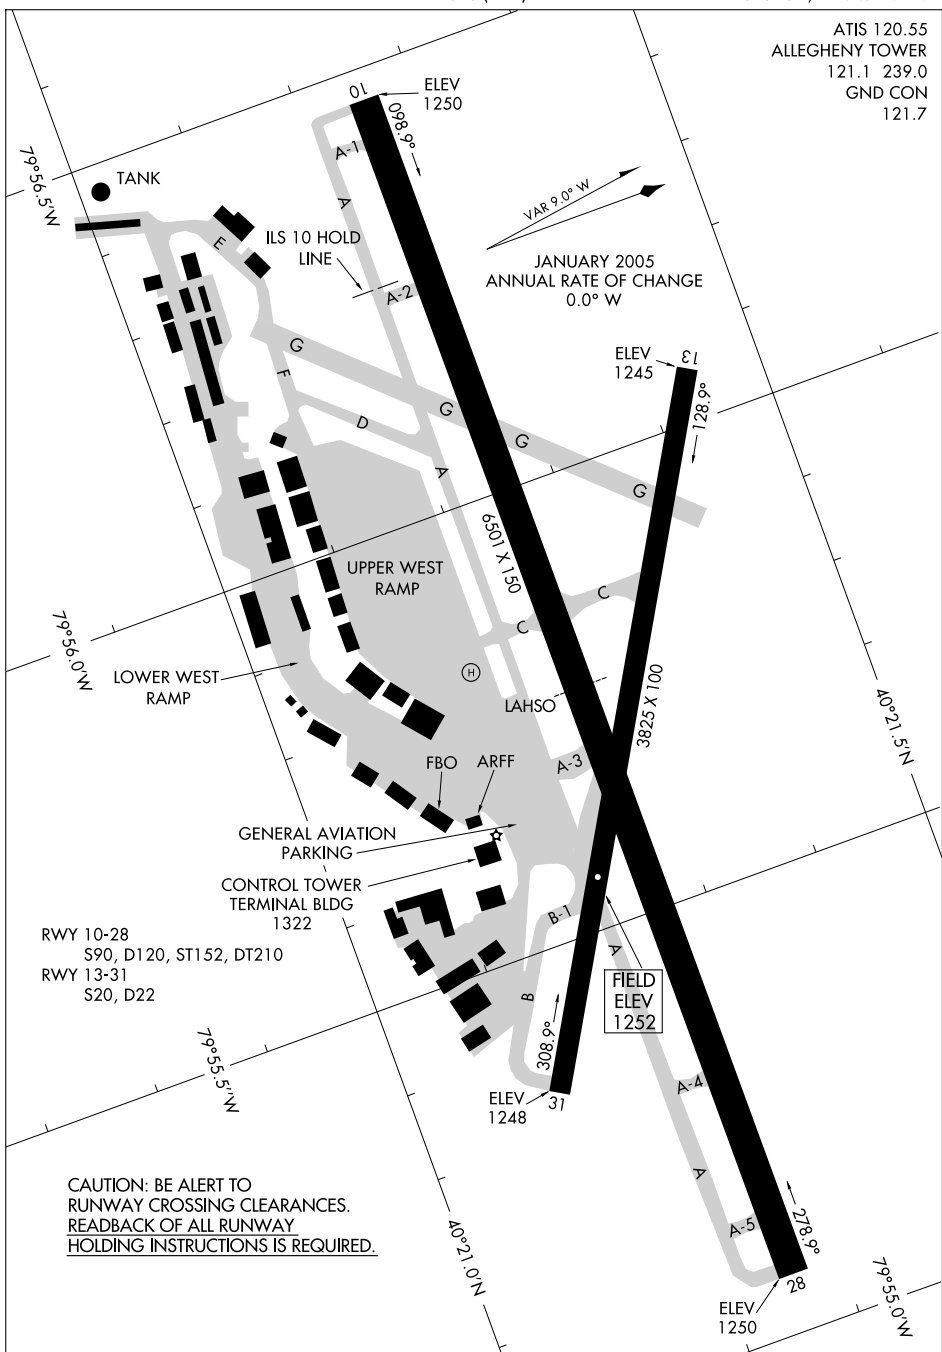 ATIS 120.55
ALLEGHENY TOWER
121.1 239.0
GND CON
121.7
ELEV
1250
10
098.9°
A-1
A
79°56.5'W
TANK
VAR 9.0° W
E
ILS 10 HOLD
LINE
JANUARY 2005
ANNUAL RATE OF CHANGE
0.0° W
A-2
G
ELEV
1245
13
128.9°
F
G
D
G
A
G
6501 X 150
UPPER WEST
RAMP
C
C
79°56.0'W
LOWER WEST
RAMP
H
LAHSO
3825 X 100
40°21.5'N
FBO
ARFF
A-3
GENERAL AVIATION
PARKING
CONTROL TOWER
TERMINAL BLDG
1322
B-1
RWY 10-28
S90, D120, ST152, DT210
RWY 13-31
S20, D22
A
FIELD
ELEV
1252
B
308.9°
79°55.5'W
ELEV
1248
31
A-4
A
CAUTION: BE ALERT TO
RUNWAY CROSSING CLEARANCES.
READBACK OF ALL RUNWAY
HOLDING INSTRUCTIONS IS REQUIRED.
40°21.0'N
A-5
278.9°
28
ELEV
1250
79°55.0'W